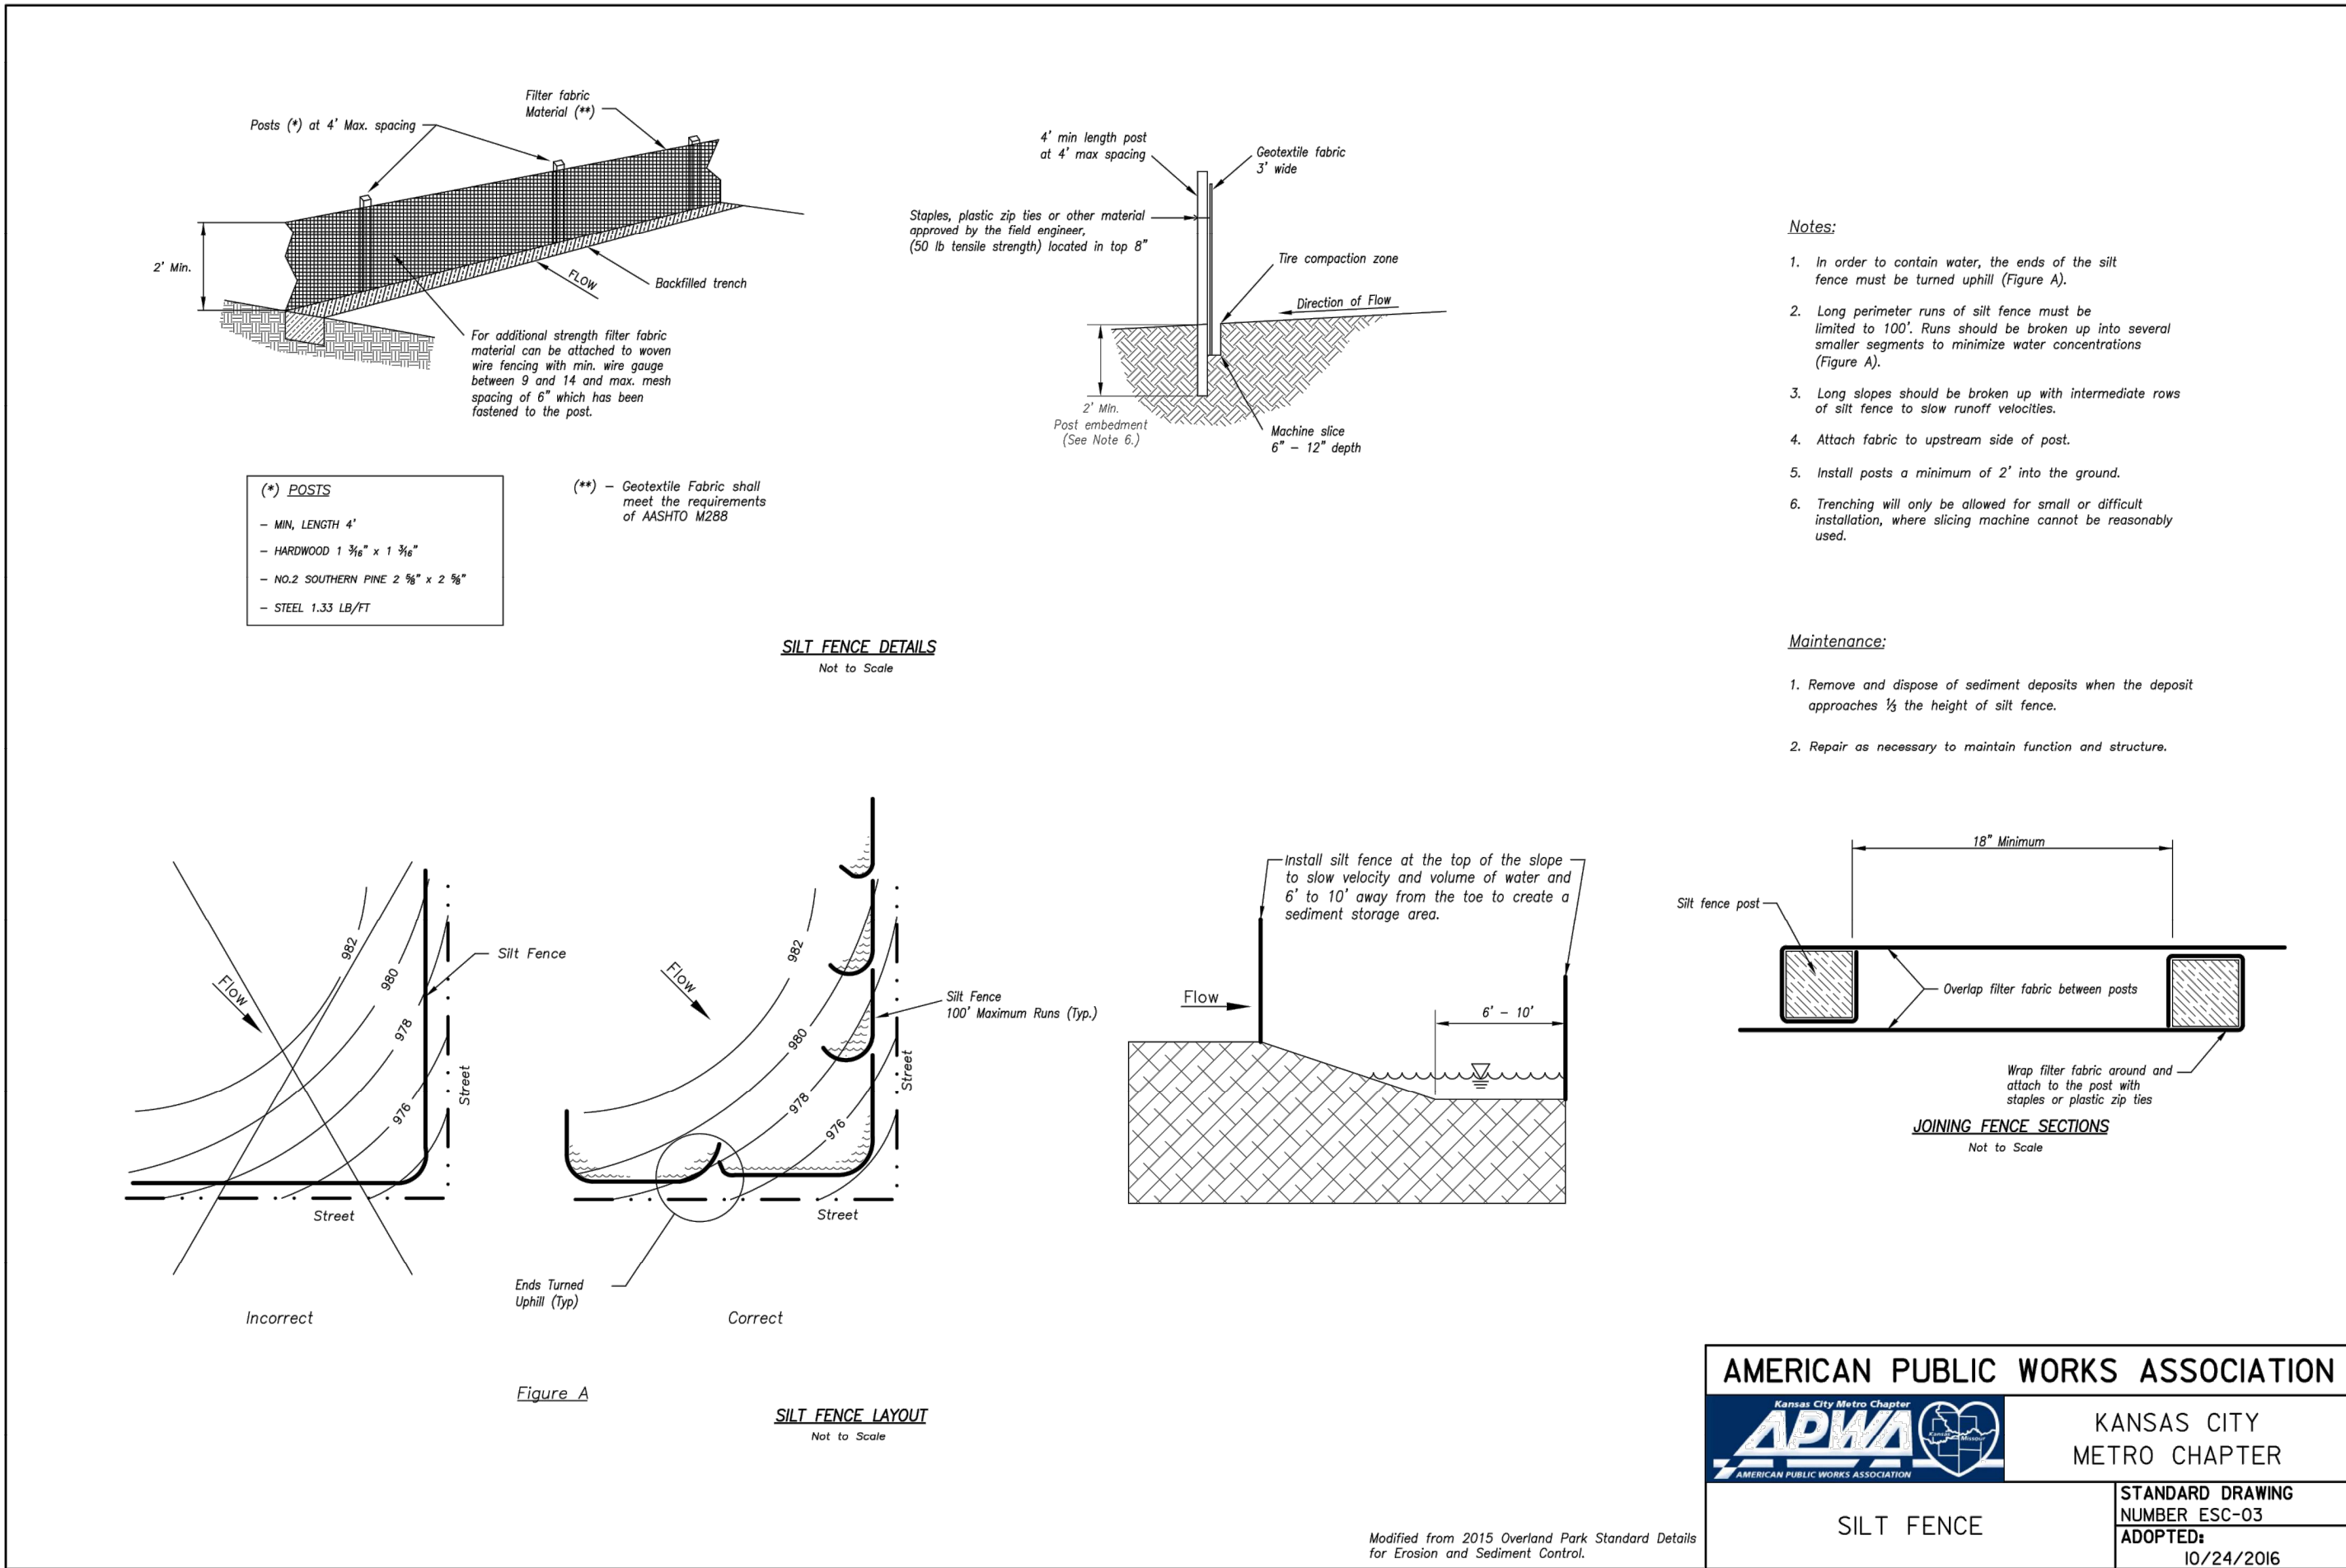 Filter fabric
Material (**)
Posts (*) at 4' Max. spacing
2' Min.
FLOW
Backfilled trench
For additional strength filter fabric
material can be attached to woven
wire fencing with min. wire gauge
between 9 and 14 and max. mesh
spacing of 6" which has been
fastened to the post.
(*) POSTS
– MIN, LENGTH 4'
– HARDWOOD 1 3/16" x 1 3/16"
– NO.2 SOUTHERN PINE 2 5/8" x 2 5/8"
– STEEL 1.33 LB/FT
(**) – Geotextile Fabric shall
meet the requirements
of AASHTO M288
4' min length post
at 4' max spacing
Geotextile fabric
3' wide
Staples, plastic zip ties or other material
approved by the field engineer,
(50 lb tensile strength) located in top 8"
Tire compaction zone
Direction of Flow
2' Min.
Post embedment
(See Note 6.)
Machine slice
6" – 12" depth
SILT FENCE DETAILS
Not to Scale
Notes:
1. In order to contain water, the ends of the silt
fence must be turned uphill (Figure A).
2. Long perimeter runs of silt fence must be
limited to 100'. Runs should be broken up into several
smaller segments to minimize water concentrations
(Figure A).
3. Long slopes should be broken up with intermediate rows
of silt fence to slow runoff velocities.
4. Attach fabric to upstream side of post.
5. Install posts a minimum of 2' into the ground.
6. Trenching will only be allowed for small or difficult
installation, where slicing machine cannot be reasonably
used.
Maintenance:
1. Remove and dispose of sediment deposits when the deposit
approaches 1/3 the height of silt fence.
2. Repair as necessary to maintain function and structure.
982
980
978
976
Flow
Silt Fence
Street
Street
Incorrect
982
980
978
976
Flow
Silt Fence
100' Maximum Runs (Typ.)
Street
Street
Ends Turned
Uphill (Typ)
Correct
Figure A
SILT FENCE LAYOUT
Not to Scale
Install silt fence at the top of the slope
to slow velocity and volume of water and
6' to 10' away from the toe to create a
sediment storage area.
Flow
6' – 10'
18" Minimum
Silt fence post
Overlap filter fabric between posts
Wrap filter fabric around and
attach to the post with
staples or plastic zip ties
JOINING FENCE SECTIONS
Not to Scale
Modified from 2015 Overland Park Standard Details
for Erosion and Sediment Control.
AMERICAN PUBLIC WORKS ASSOCIATION
Kansas City Metro Chapter
APWA
Kansas Missouri
AMERICAN PUBLIC WORKS ASSOCIATION
KANSAS CITY
METRO CHAPTER
SILT FENCE
STANDARD DRAWING
NUMBER ESC-03
ADOPTED:
10/24/2016